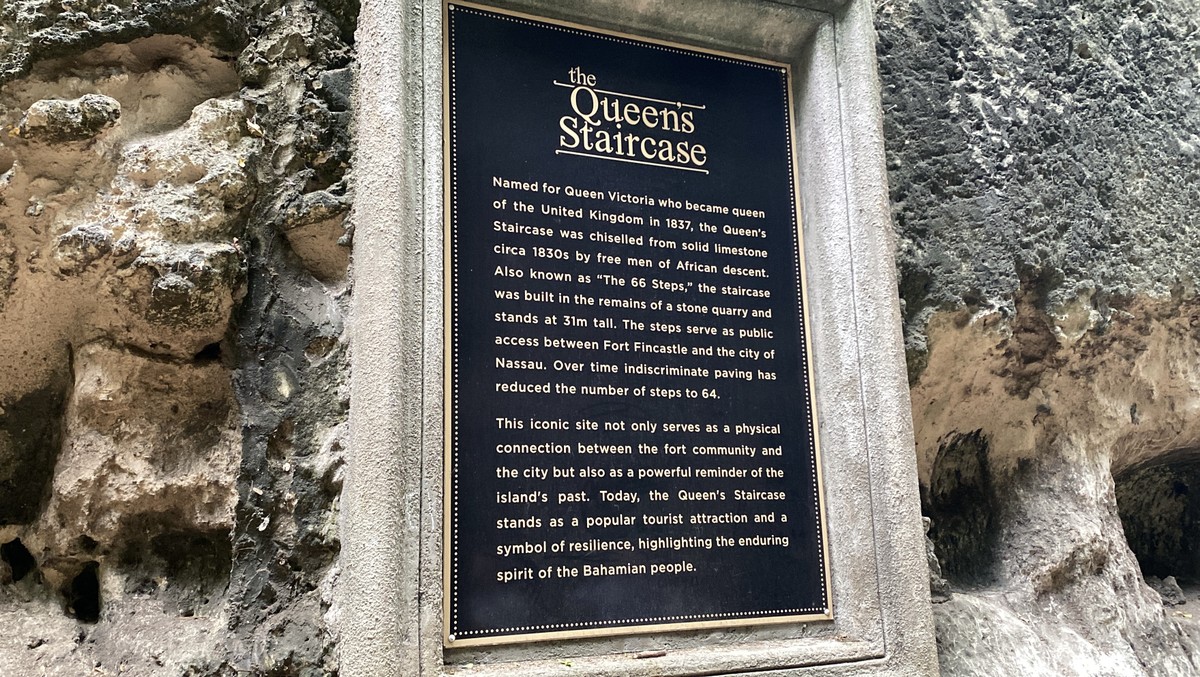 the
Queen's
Staircase
Named for Queen Victoria who became queen
of the United Kingdom in 1837, the Queen's
Staircase was chiselled from solid limestone
circa 1830s by free men of African descent.
Also known as “The 66 Steps,” the staircase
was built in the remains of a stone quarry and
stands at 31m tall. The steps serve as public
access between Fort Fincastle and the city of
Nassau. Over time indiscriminate paving has
reduced the number of steps to 64.
This iconic site not only serves as a physical
connection between the fort community and
the city but also as a powerful reminder of the
island's past. Today, the Queen's Staircase
stands as a popular tourist attraction and a
symbol of resilience, highlighting the enduring
spirit of the Bahamian people.